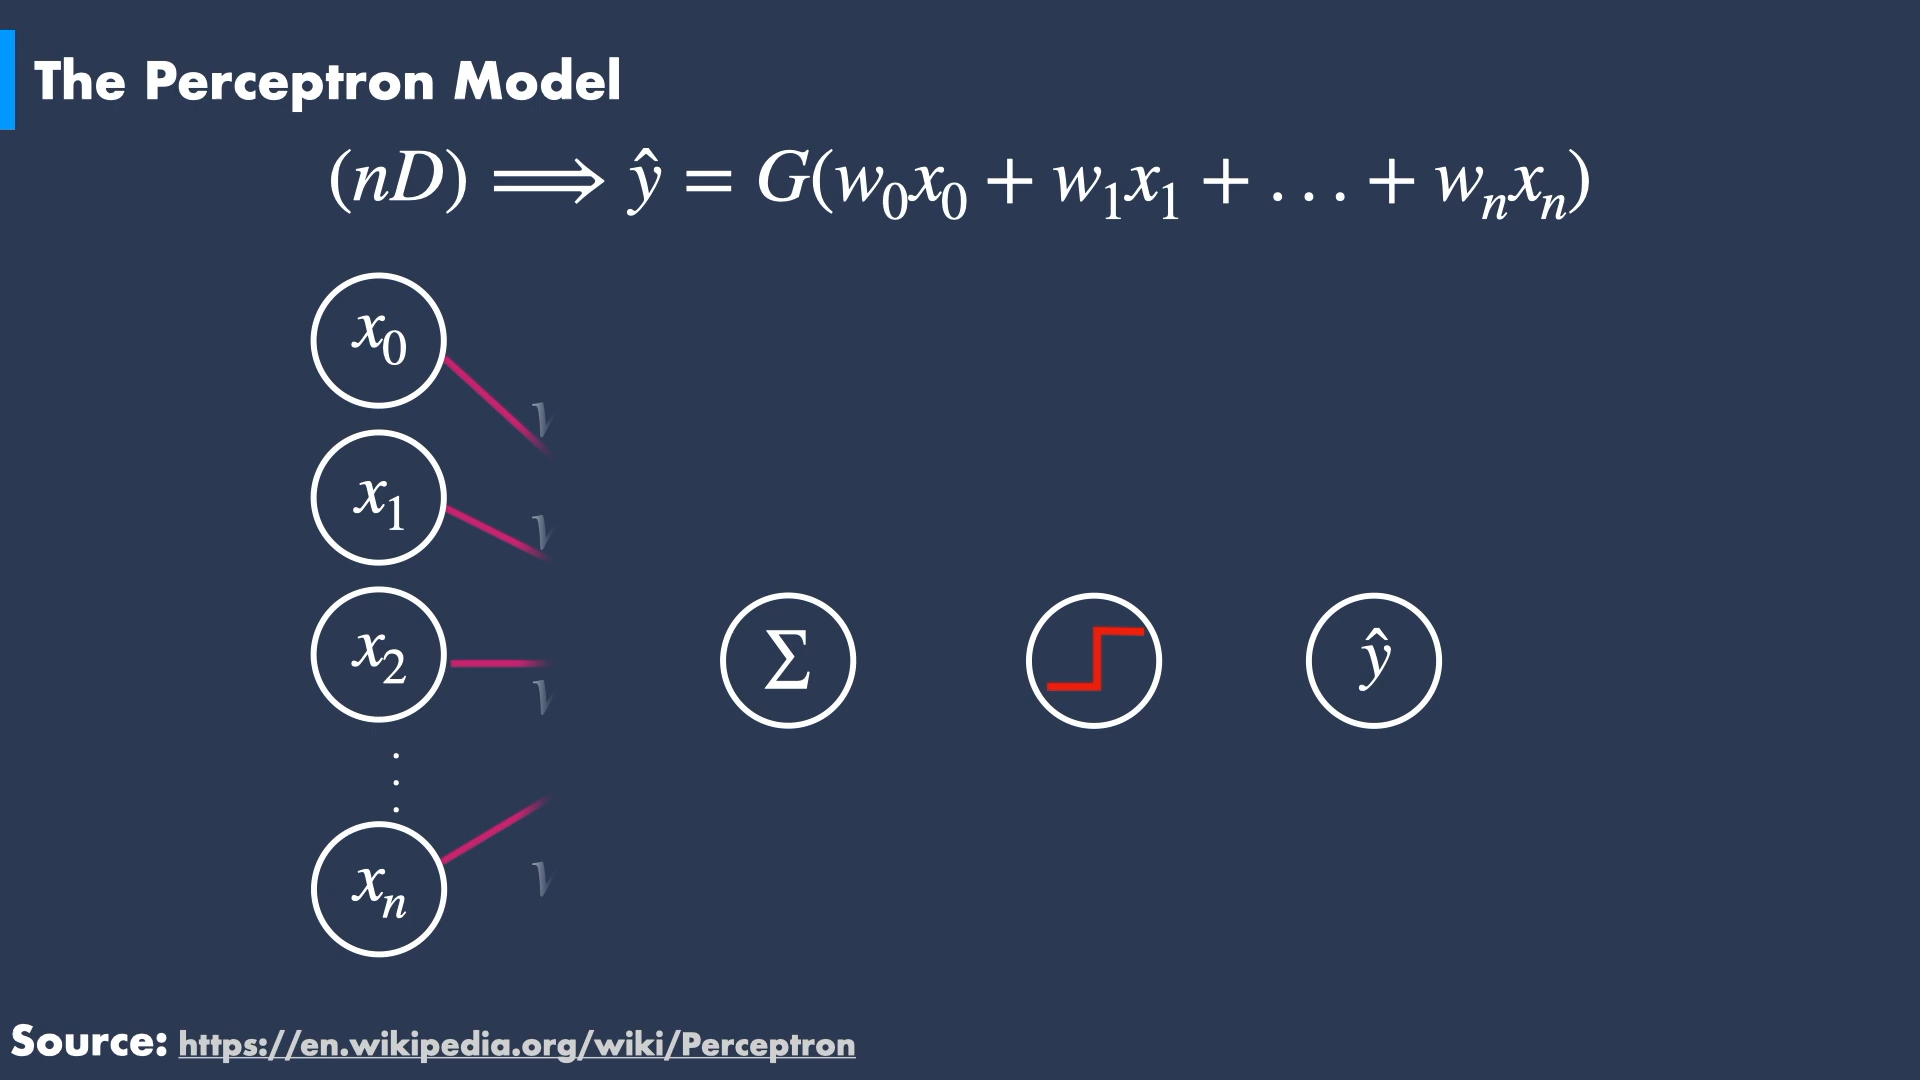 The Perceptron Model
(nD) ⟹ ŷ = G(w₀x₀ + w₁x₁ + . . . + wₙxₙ)
x₀
x₁
x₂
Σ
ŷ
xₙ
Source: https://en.wikipedia.org/wiki/Perceptron